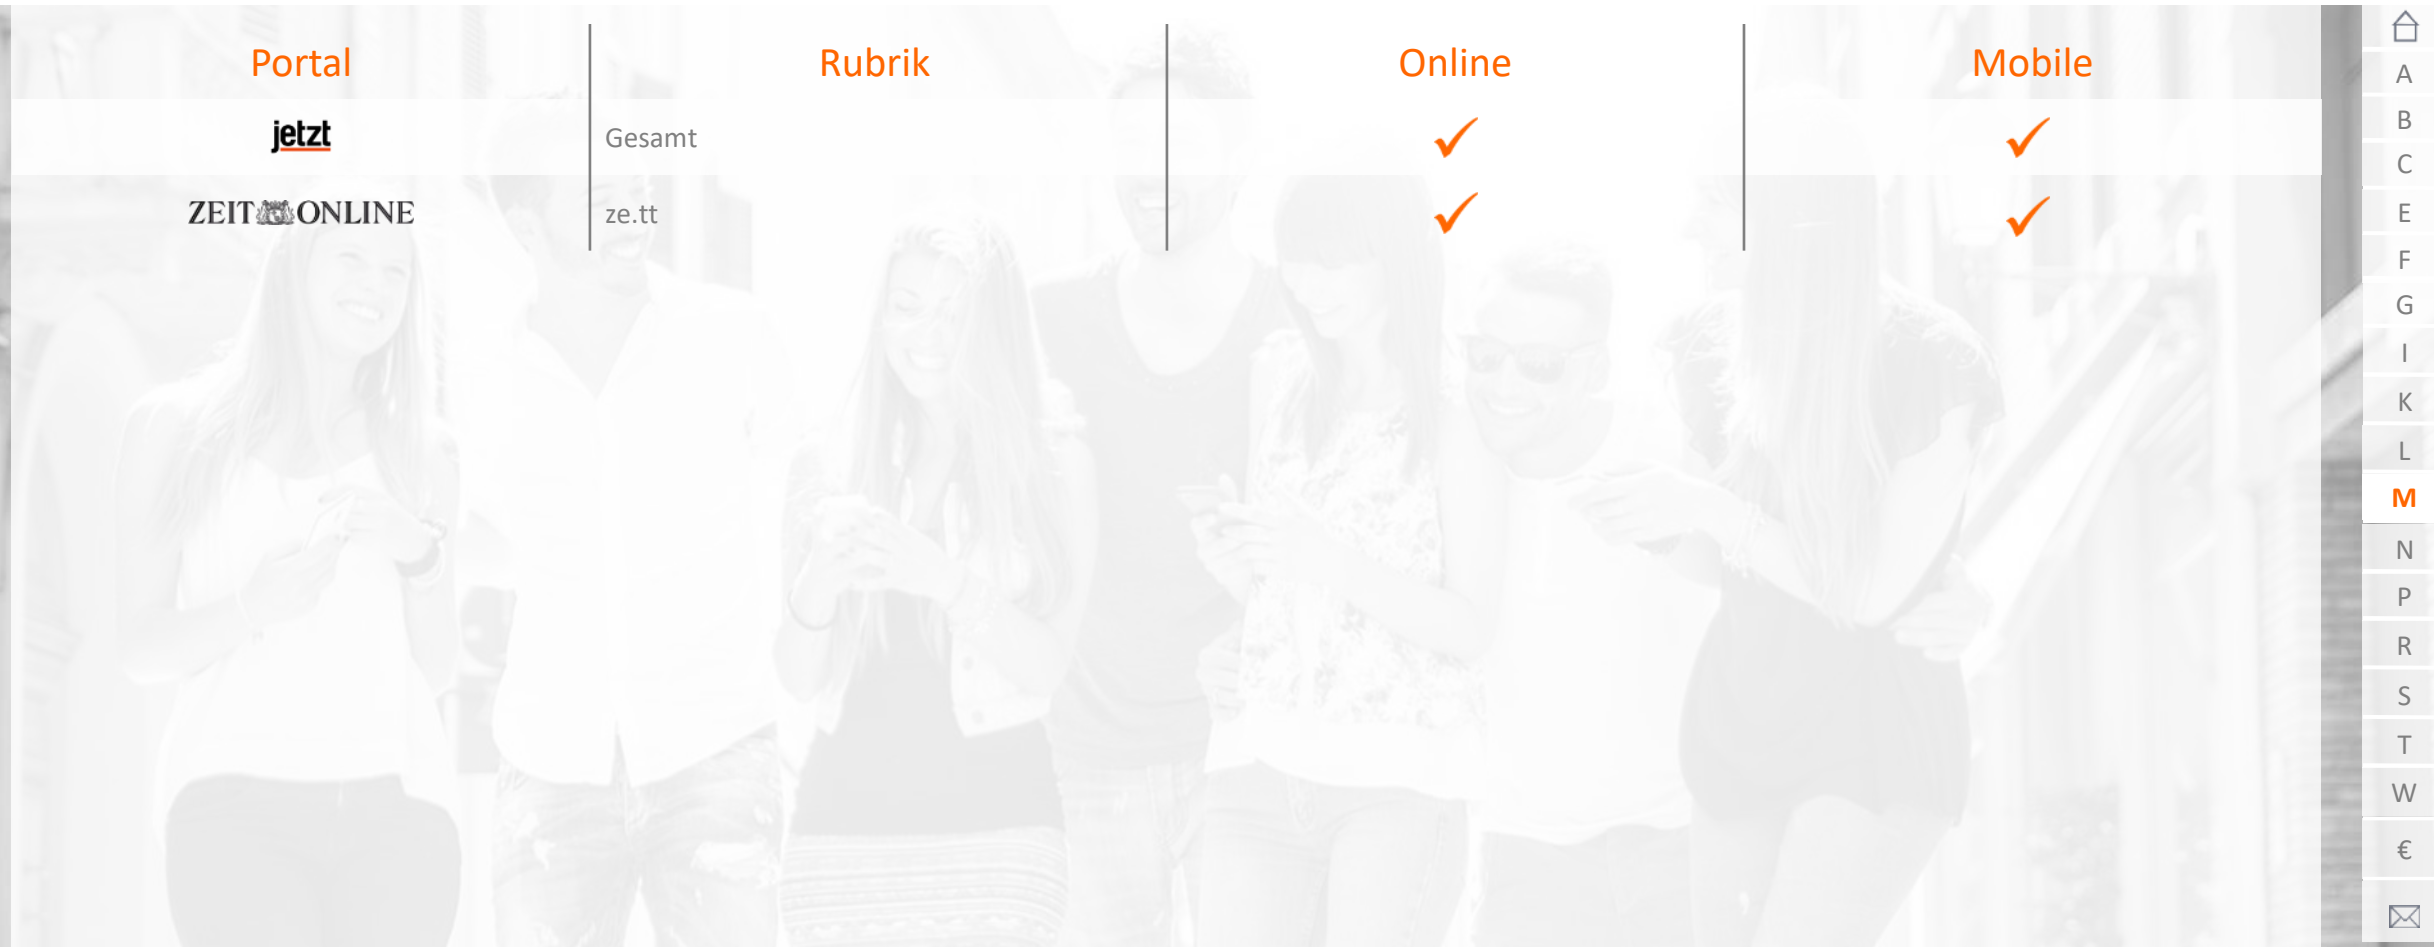 Portal Rubrik Online Mobile
jetzt Gesamt ✓ ✓
ZEIT ONLINE ze.tt ✓ ✓
A
B
C
E
F
G
I
K
L
M
N
P
R
S
T
W
€